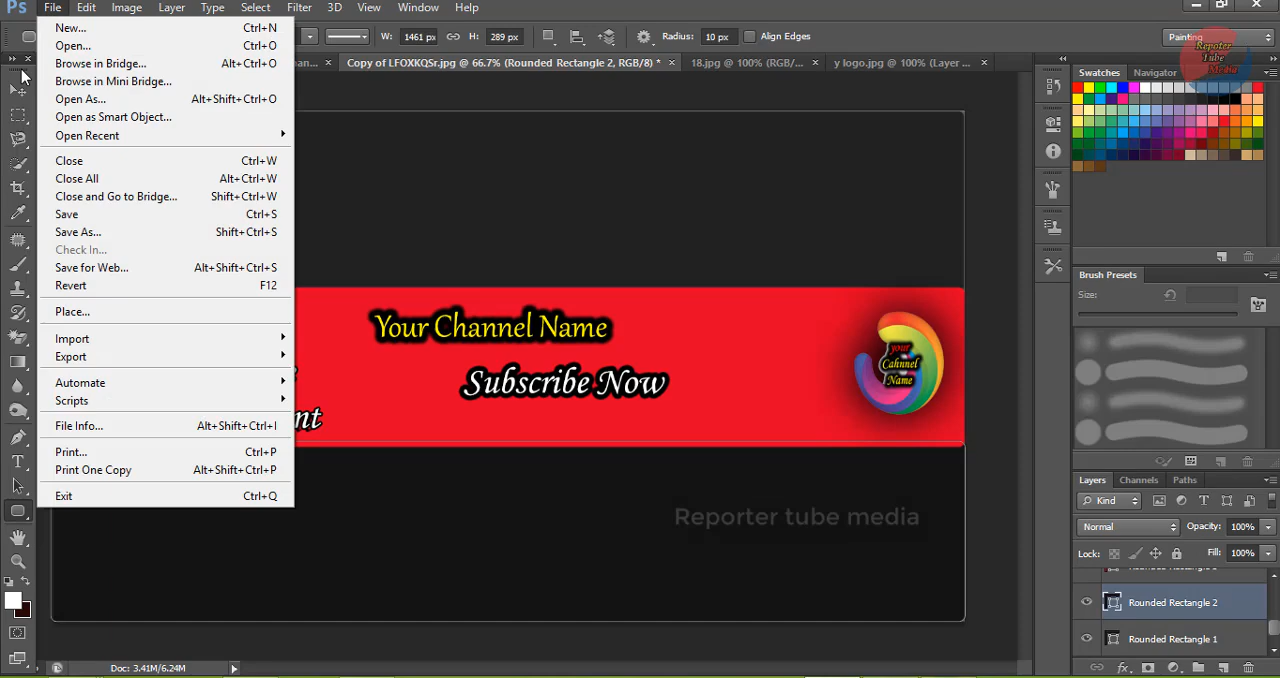 Ps File Edit Image Layer Type Select Filter 3D View Window Help
W: 1461 px H: 289 px Radius: 10 px Align Edges Painting
Copy of LFOXKQSr.jpg @ 66.7% (Rounded Rectangle 2, RGB/8) * × 18.jpg @ 100% (RGB/... × y logo.jpg @ 100% (Layer ... ×
New... Ctrl+N
Open... Ctrl+O
Browse in Bridge... Alt+Ctrl+O
Browse in Mini Bridge...
Open As... Alt+Shift+Ctrl+O
Open as Smart Object...
Open Recent
Close Ctrl+W
Close All Alt+Ctrl+W
Close and Go to Bridge... Shift+Ctrl+W
Save Ctrl+S
Save As... Shift+Ctrl+S
Check In...
Save for Web... Alt+Shift+Ctrl+S
Revert F12
Place...
Import
Export
Automate
Scripts
File Info... Alt+Shift+Ctrl+I
Print... Ctrl+P
Print One Copy Alt+Shift+Ctrl+P
Exit Ctrl+Q
Your Channel Name
Subscribe Now
nt
your
Cahnnel
Name
Reporter tube media
Repoter
Tube
Media
Swatches Navigator
Brush Presets
Size:
Layers Channels Paths
Kind
Normal Opacity: 100%
Lock: Fill: 100%
Rounded Rectangle 2
Rounded Rectangle 1
Doc: 3.41M/6.24M